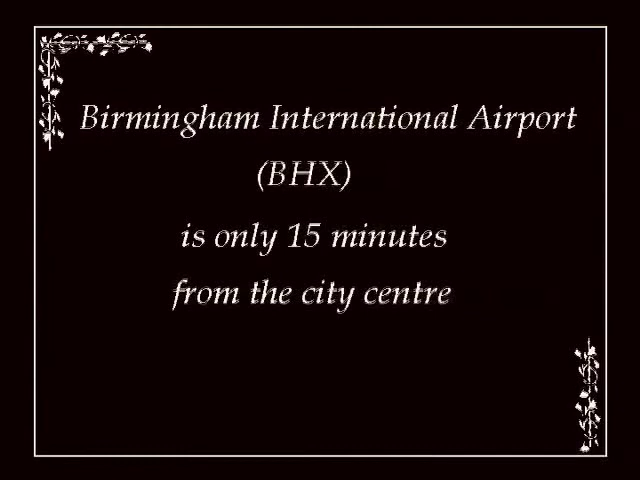 Birmingham International Airport
(BHX)
is only 15 minutes
from the city centre